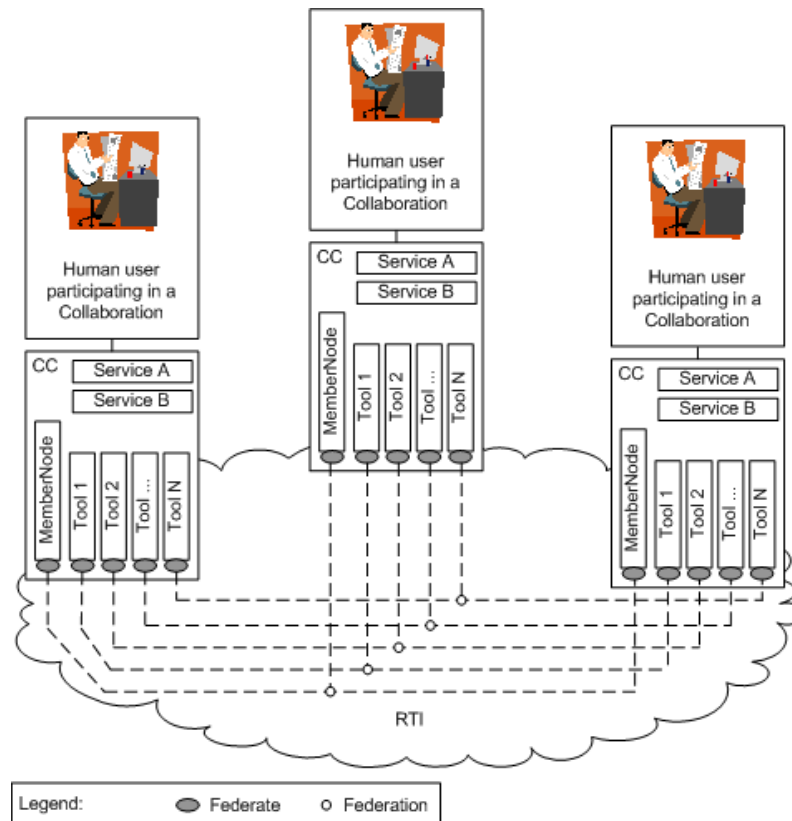 Human user
participating in a
Collaboration
CC
Service A
Service B
MemberNode
Tool 1
Tool 2
Tool ...
Tool N
Human user
participating in a
Collaboration
CC
Service A
Service B
MemberNode
Tool 1
Tool 2
Tool ...
Tool N
Human user
participating in a
Collaboration
CC
Service A
Service B
MemberNode
Tool 1
Tool 2
Tool ...
Tool N
RTI
Legend:
Federate
Federation